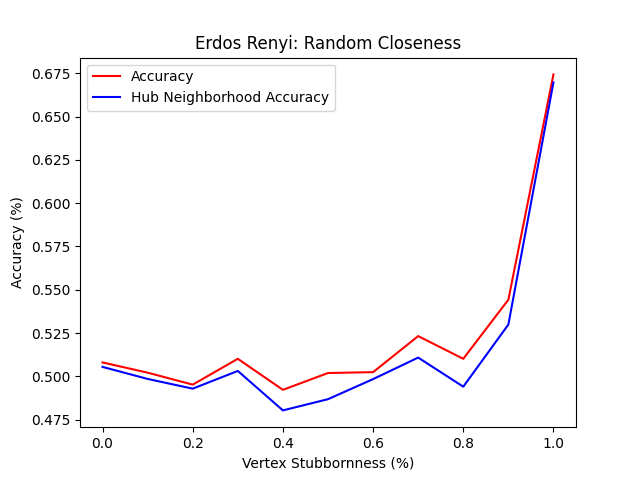 Erdos Renyi: Random Closeness
Accuracy
Hub Neighborhood Accuracy
Accuracy (%)
0.675
0.650
0.625
0.600
0.575
0.550
0.525
0.500
0.475
0.0 0.2 0.4 0.6 0.8 1.0
Vertex Stubbornness (%)